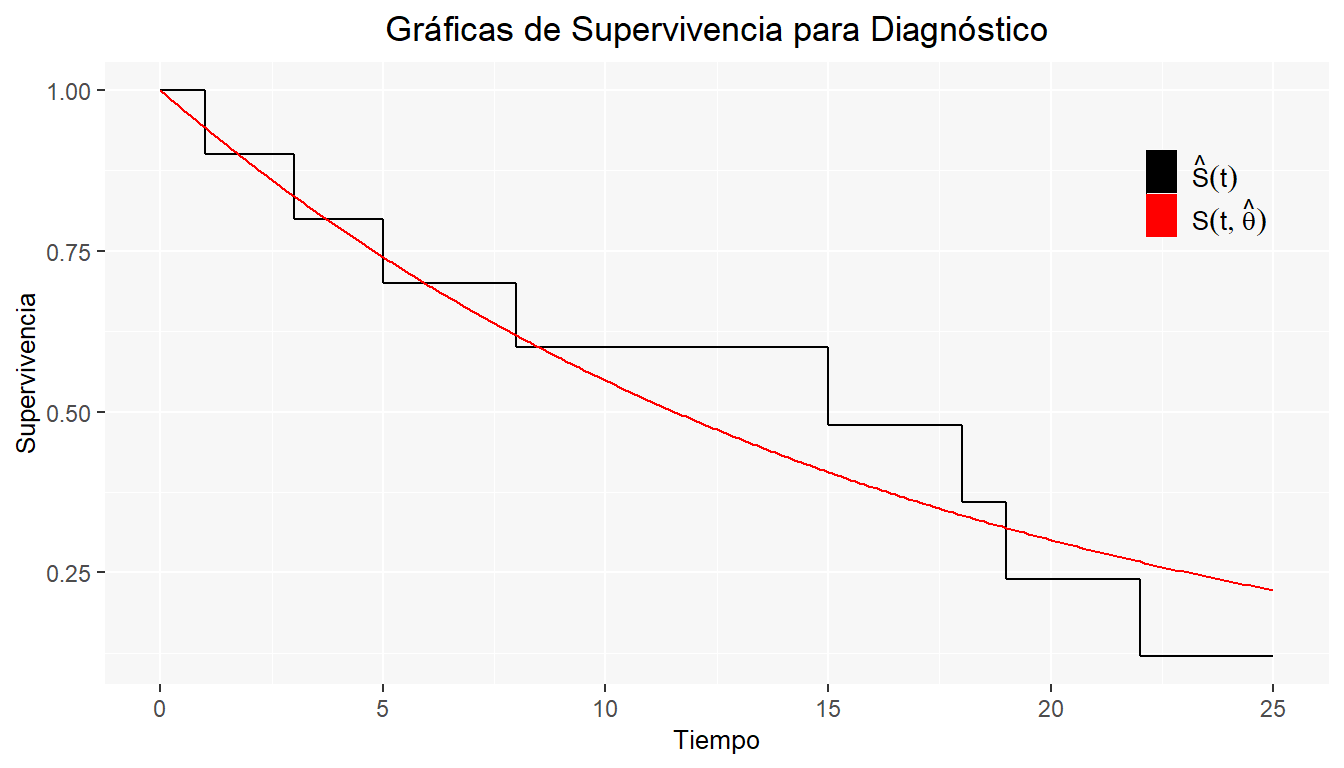 Gráficas de Supervivencia para Diagnóstico
Supervivencia
1.00
0.75
0.50
0.25
Ŝ(t)
S(t, θ̂)
0 5 10 15 20 25
Tiempo